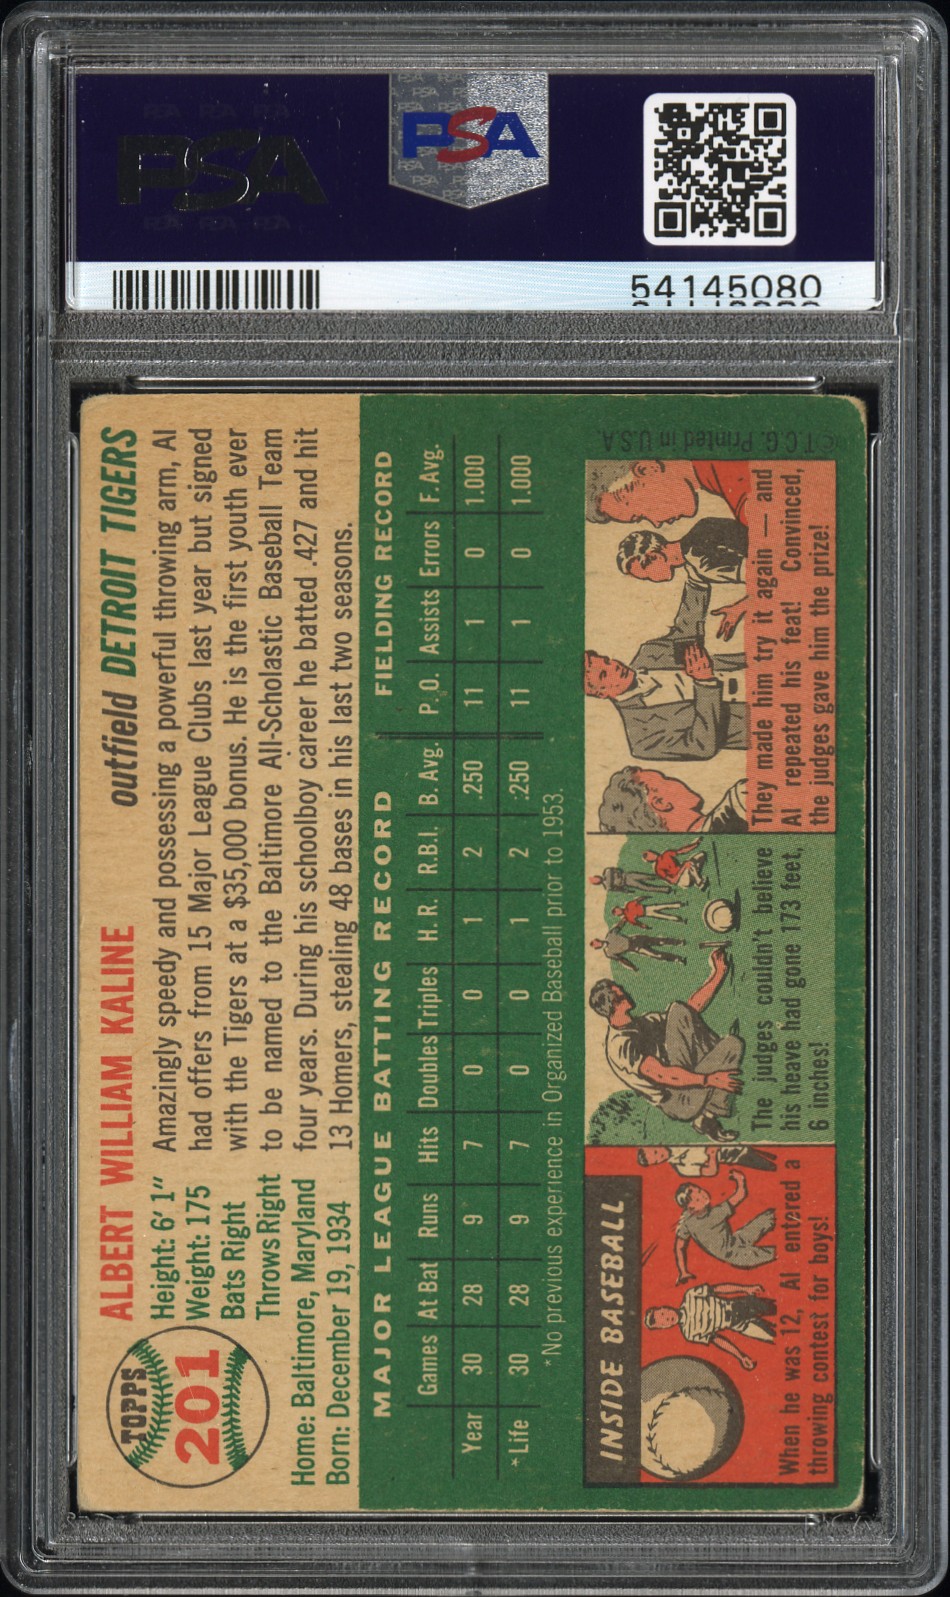 PSA
PSA
54145080
TOPPS
201
ALBERT WILLIAM KALINE
outfield DETROIT TIGERS
Height: 6' 1"
Weight: 175
Bats Right
Throws Right
Home: Baltimore, Maryland
Born: December 19, 1934
Amazingly speedy and possessing a powerful throwing arm, Al
had offers from 15 Major League Clubs last year but signed
with the Tigers at a $35,000 bonus. He is the first youth ever
to be named to the Baltimore All-Scholastic Baseball Team
four years. During his schoolboy career he batted .427 and hit
13 Homers, stealing 48 bases in his last two seasons.
MAJOR LEAGUE BATTING RECORD FIELDING RECORD
Games At Bat Runs Hits Doubles Triples H. R. R.B.I. B. Avg. P. O. Assists Errors F. Avg.
Year 30 28 9 7 0 0 1 2 .250 11 1 0 1.000
*Life 30 28 9 7 0 0 1 2 .250 11 1 0 1.000
*No previous experience in Organized Baseball prior to 1953.
INSIDE BASEBALL
When he was 12, Al entered a
throwing contest for boys!
The judges couldn't believe
his heave had gone 173 feet,
6 inches!
They made him try it again — and
Al repeated his feat! Convinced,
the judges gave him the prize!
©T.C.G. Printed in U.S.A.